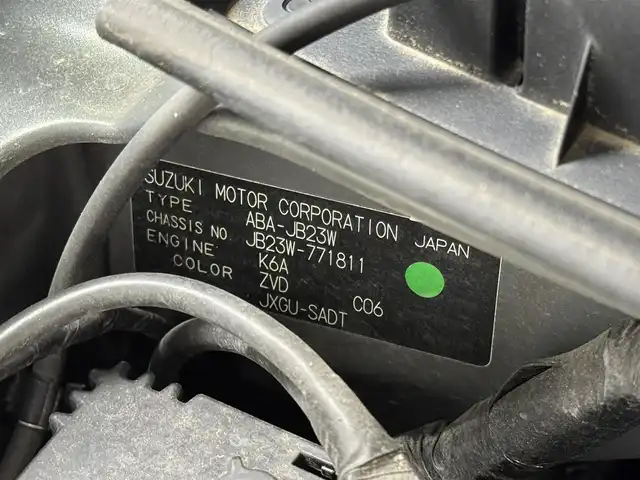 SUZUKI MOTOR CORPORATION JAPAN
TYPE ABA-JB23W
CHASSIS NO. JB23W-771811
ENGINE K6A
COLOR ZVD C06
JXGU-SADT